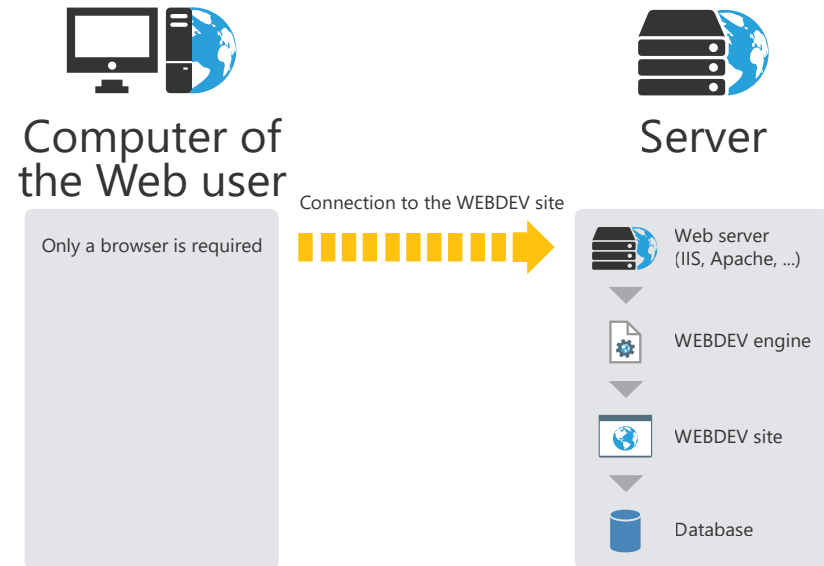 Computer of
the Web user
Only a browser is required
Connection to the WEBDEV site
Server
Web server
(IIS, Apache, ...)
WEBDEV engine
WEBDEV site
Database